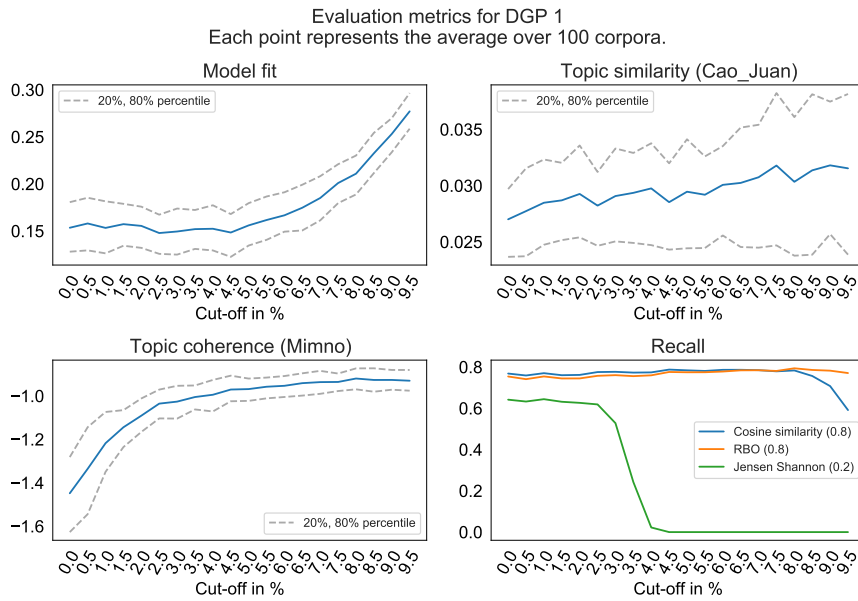 Evaluation metrics for DGP 1
Each point represents the average over 100 corpora.
Model fit
0.30
0.25
0.20
0.15
20%, 80% percentile
0.0 0.5 1.0 1.5 2.0 2.5 3.0 3.5 4.0 4.5 5.0 5.5 6.0 6.5 7.0 7.5 8.0 8.5 9.0 9.5
Cut-off in %
Topic similarity (Cao_Juan)
0.035
0.030
0.025
20%, 80% percentile
0.0 0.5 1.0 1.5 2.0 2.5 3.0 3.5 4.0 4.5 5.0 5.5 6.0 6.5 7.0 7.5 8.0 8.5 9.0 9.5
Cut-off in %
Topic coherence (Mimno)
−1.0
−1.2
−1.4
−1.6
20%, 80% percentile
0.0 0.5 1.0 1.5 2.0 2.5 3.0 3.5 4.0 4.5 5.0 5.5 6.0 6.5 7.0 7.5 8.0 8.5 9.0 9.5
Cut-off in %
Recall
0.8
0.6
0.4
0.2
0.0
Cosine similarity (0.8)
RBO (0.8)
Jensen Shannon (0.2)
0.0 0.5 1.0 1.5 2.0 2.5 3.0 3.5 4.0 4.5 5.0 5.5 6.0 6.5 7.0 7.5 8.0 8.5 9.0 9.5
Cut-off in %